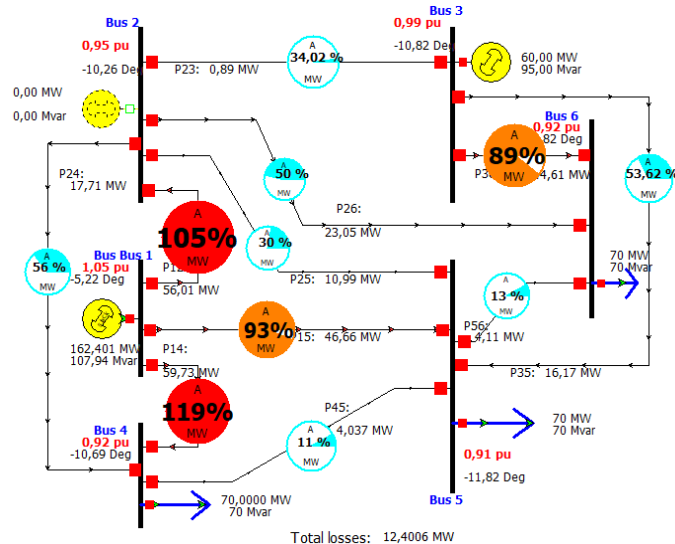 Bus 2
Bus 3
0,95 pu
0,99 pu
A
34,02 %
MW
-10,26 Deg
-10,82 Deg
P23: 0,89 MW
60,00 MW
95,00 Mvar
0,00 MW
0,00 Mvar
Bus 6
0,92 pu
82 Deg
A
89%
MW
4,61 MW
A
53,62 %
MW
P24:
17,71 MW
A
50 %
MW
P26:
23,05 MW
A
105%
MW
A
30 %
MW
Bus Bus 1
1,05 pu
-5,22 Deg
A
56 %
MW
56,01 MW
P25: 10,99 MW
70 MW
70 Mvar
A
13 %
MW
A
93%
MW
15: 46,66 MW
P56:
4,11 MW
162,401 MW
107,94 Mvar
P14:
59,73 MW
P35: 16,17 MW
A
119%
MW
P45:
4,037 MW
Bus 4
0,92 pu
-10,69 Deg
A
11 %
MW
70 MW
70 Mvar
0,91 pu
-11,82 Deg
Bus 5
70,0000 MW
70 Mvar
Total losses: 12,4006 MW